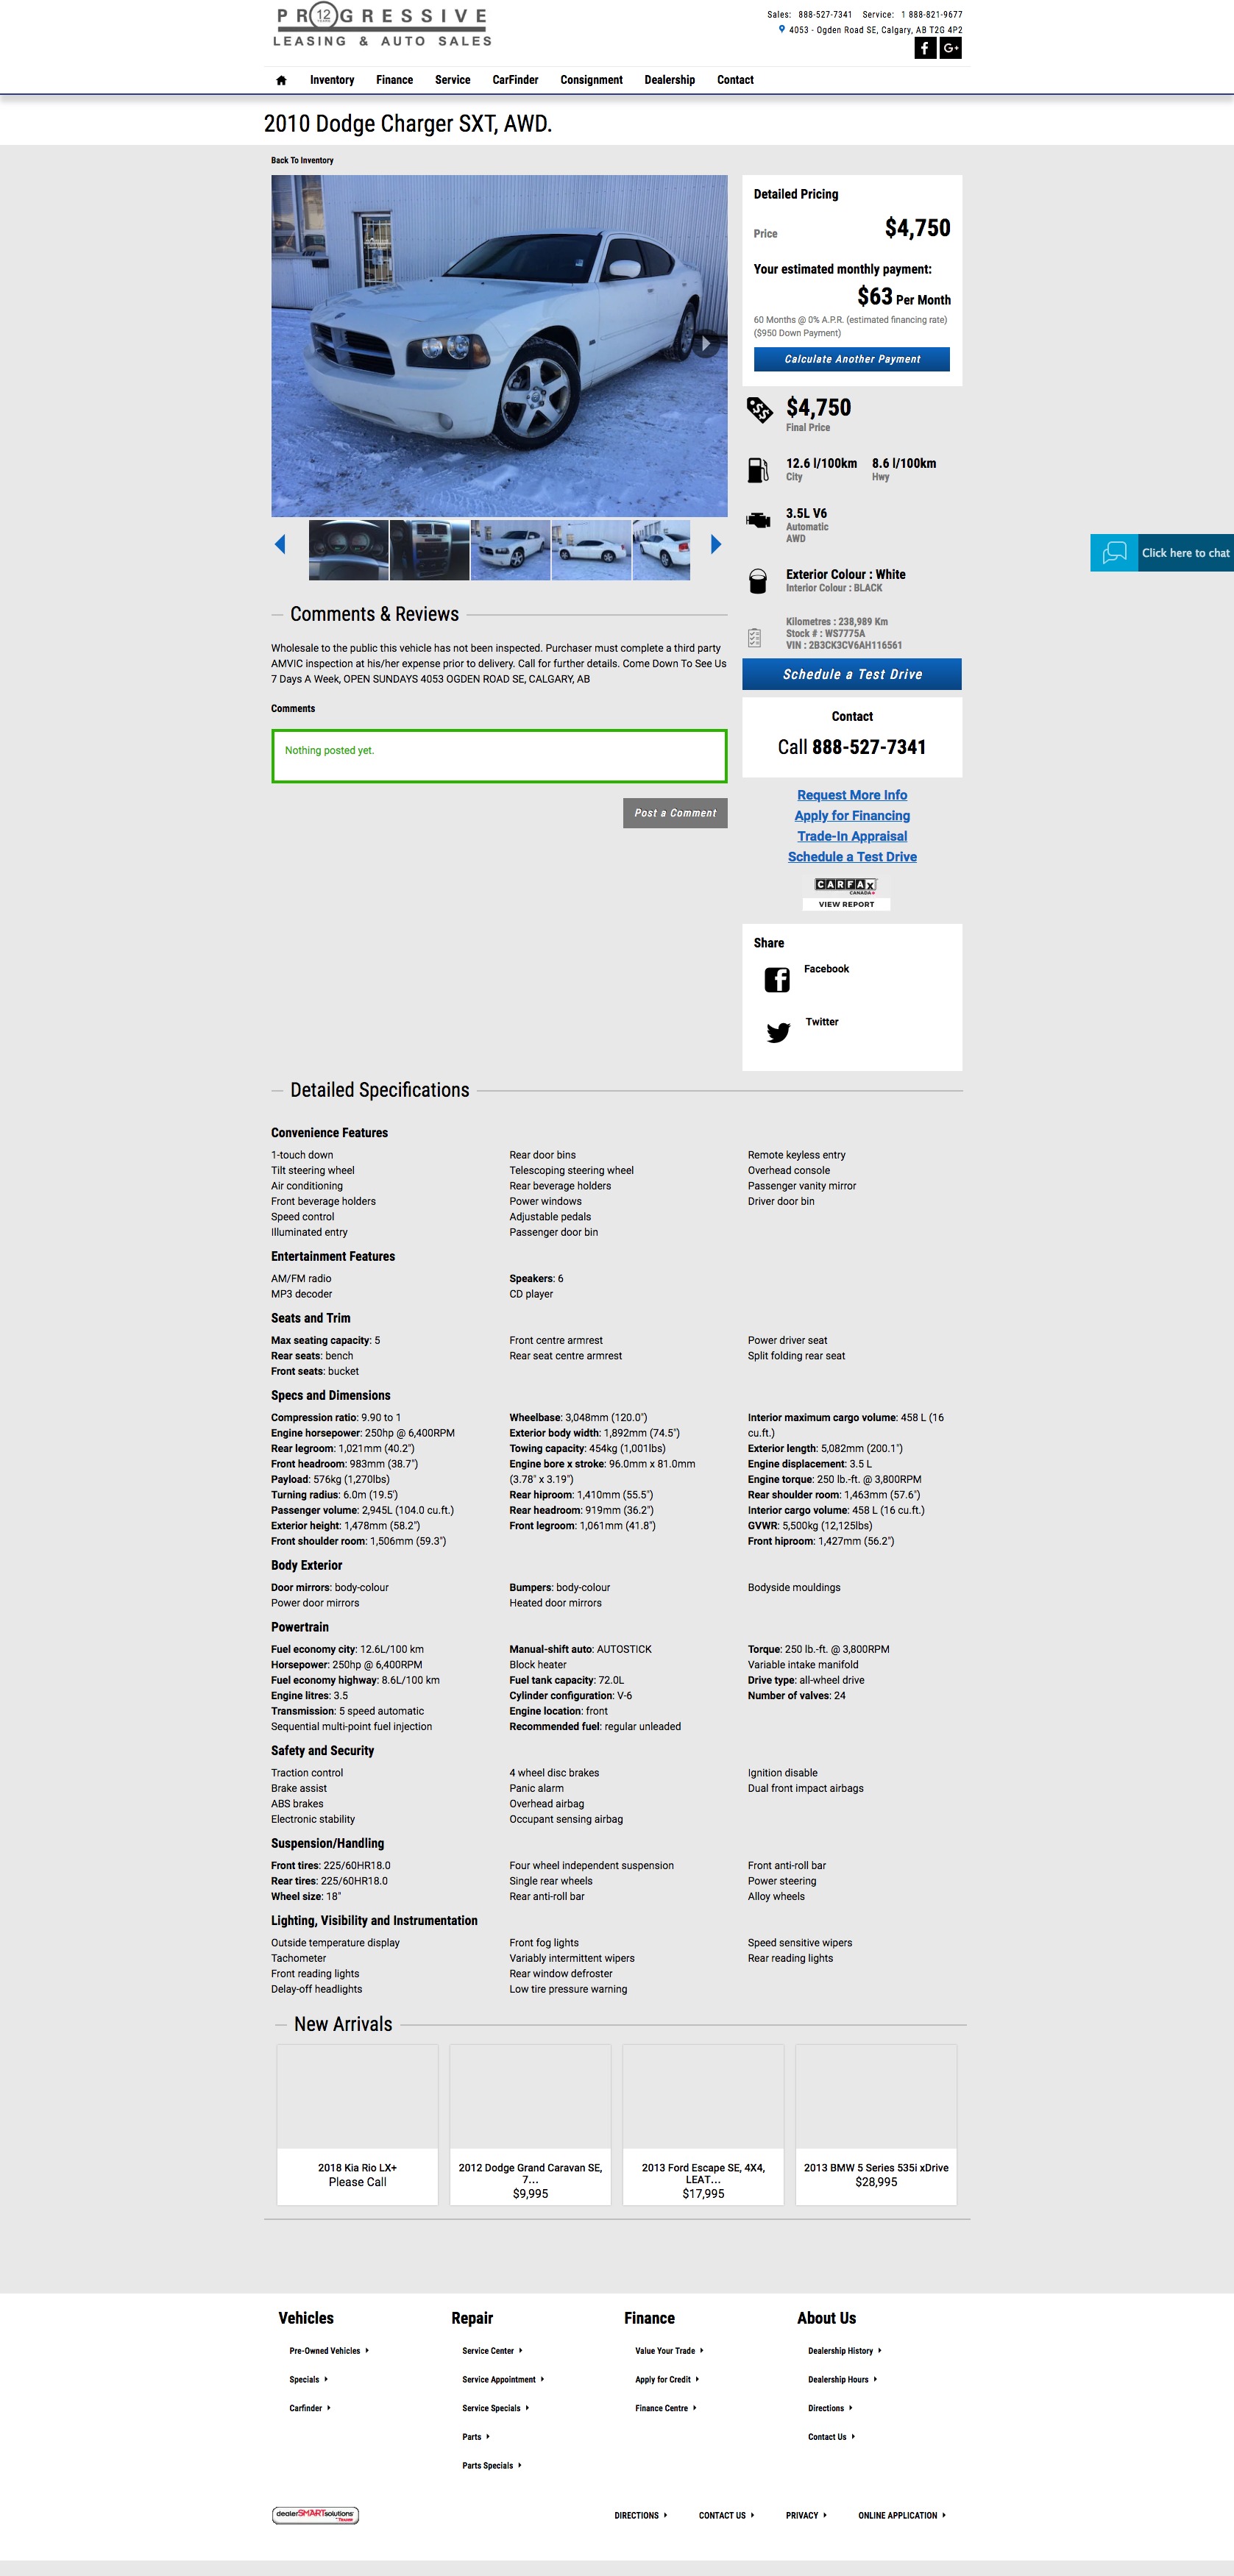 PROGRESSIVE
12
LEASING & AUTO SALES
Sales: 888-527-7341 Service: 1 888-821-9677
4053 - Ogden Road SE, Calgary, AB T2G 4P2
Inventory Finance Service CarFinder Consignment Dealership Contact
2010 Dodge Charger SXT, AWD.
Back To Inventory
Detailed Pricing
Price $4,750
Your estimated monthly payment:
$63 Per Month
60 Months @ 0% A.P.R. (estimated financing rate)
($950 Down Payment)
Calculate Another Payment
$4,750
Final Price
12.6 l/100km 8.6 l/100km
City Hwy
3.5L V6
Automatic
AWD
Exterior Colour : White
Interior Colour : BLACK
Kilometres : 238,989 Km
Stock # : WS7775A
VIN : 2B3CK3CV6AH116561
Schedule a Test Drive
Click here to chat
Comments & Reviews
Wholesale to the public this vehicle has not been inspected. Purchaser must complete a third party
AMVIC inspection at his/her expense prior to delivery. Call for further details. Come Down To See Us
7 Days A Week, OPEN SUNDAYS 4053 OGDEN ROAD SE, CALGARY, AB
Comments
Nothing posted yet.
Post a Comment
Contact
Call 888-527-7341
Request More Info
Apply for Financing
Trade-In Appraisal
Schedule a Test Drive
CARFAX
CANADA
VIEW REPORT
Share
Facebook
Twitter
Detailed Specifications
Convenience Features
1-touch down Rear door bins Remote keyless entry
Tilt steering wheel Telescoping steering wheel Overhead console
Air conditioning Rear beverage holders Passenger vanity mirror
Front beverage holders Power windows Driver door bin
Speed control Adjustable pedals
Illuminated entry Passenger door bin
Entertainment Features
AM/FM radio Speakers: 6
MP3 decoder CD player
Seats and Trim
Max seating capacity: 5 Front centre armrest Power driver seat
Rear seats: bench Rear seat centre armrest Split folding rear seat
Front seats: bucket
Specs and Dimensions
Compression ratio: 9.90 to 1 Wheelbase: 3,048mm (120.0") Interior maximum cargo volume: 458 L (16
Engine horsepower: 250hp @ 6,400RPM Exterior body width: 1,892mm (74.5") cu.ft.)
Rear legroom: 1,021mm (40.2") Towing capacity: 454kg (1,001lbs) Exterior length: 5,082mm (200.1")
Front headroom: 983mm (38.7") Engine bore x stroke: 96.0mm x 81.0mm Engine displacement: 3.5 L
Payload: 576kg (1,270lbs) (3.78" x 3.19") Engine torque: 250 lb.-ft. @ 3,800RPM
Turning radius: 6.0m (19.5') Rear hiproom: 1,410mm (55.5") Rear shoulder room: 1,463mm (57.6")
Passenger volume: 2,945L (104.0 cu.ft.) Rear headroom: 919mm (36.2") Interior cargo volume: 458 L (16 cu.ft.)
Exterior height: 1,478mm (58.2") Front legroom: 1,061mm (41.8") GVWR: 5,500kg (12,125lbs)
Front shoulder room: 1,506mm (59.3") Front hiproom: 1,427mm (56.2")
Body Exterior
Door mirrors: body-colour Bumpers: body-colour Bodyside mouldings
Power door mirrors Heated door mirrors
Powertrain
Fuel economy city: 12.6L/100 km Manual-shift auto: AUTOSTICK Torque: 250 lb.-ft. @ 3,800RPM
Horsepower: 250hp @ 6,400RPM Block heater Variable intake manifold
Fuel economy highway: 8.6L/100 km Fuel tank capacity: 72.0L Drive type: all-wheel drive
Engine litres: 3.5 Cylinder configuration: V-6 Number of valves: 24
Transmission: 5 speed automatic Engine location: front
Sequential multi-point fuel injection Recommended fuel: regular unleaded
Safety and Security
Traction control 4 wheel disc brakes Ignition disable
Brake assist Panic alarm Dual front impact airbags
ABS brakes Overhead airbag
Electronic stability Occupant sensing airbag
Suspension/Handling
Front tires: 225/60HR18.0 Four wheel independent suspension Front anti-roll bar
Rear tires: 225/60HR18.0 Single rear wheels Power steering
Wheel size: 18" Rear anti-roll bar Alloy wheels
Lighting, Visibility and Instrumentation
Outside temperature display Front fog lights Speed sensitive wipers
Tachometer Variably intermittent wipers Rear reading lights
Front reading lights Rear window defroster
Delay-off headlights Low tire pressure warning
New Arrivals
2018 Kia Rio LX+
Please Call
2012 Dodge Grand Caravan SE,
7...
$9,995
2013 Ford Escape SE, 4X4,
LEAT...
$17,995
2013 BMW 5 Series 535i xDrive
$28,995
Vehicles Repair Finance About Us
Pre-Owned Vehicles Service Center Value Your Trade Dealership History
Specials Service Appointment Apply for Credit Dealership Hours
Carfinder Service Specials Finance Centre Directions
Parts Contact Us
Parts Specials
dealerSMARTsolutions
DIRECTIONS CONTACT US PRIVACY ONLINE APPLICATION